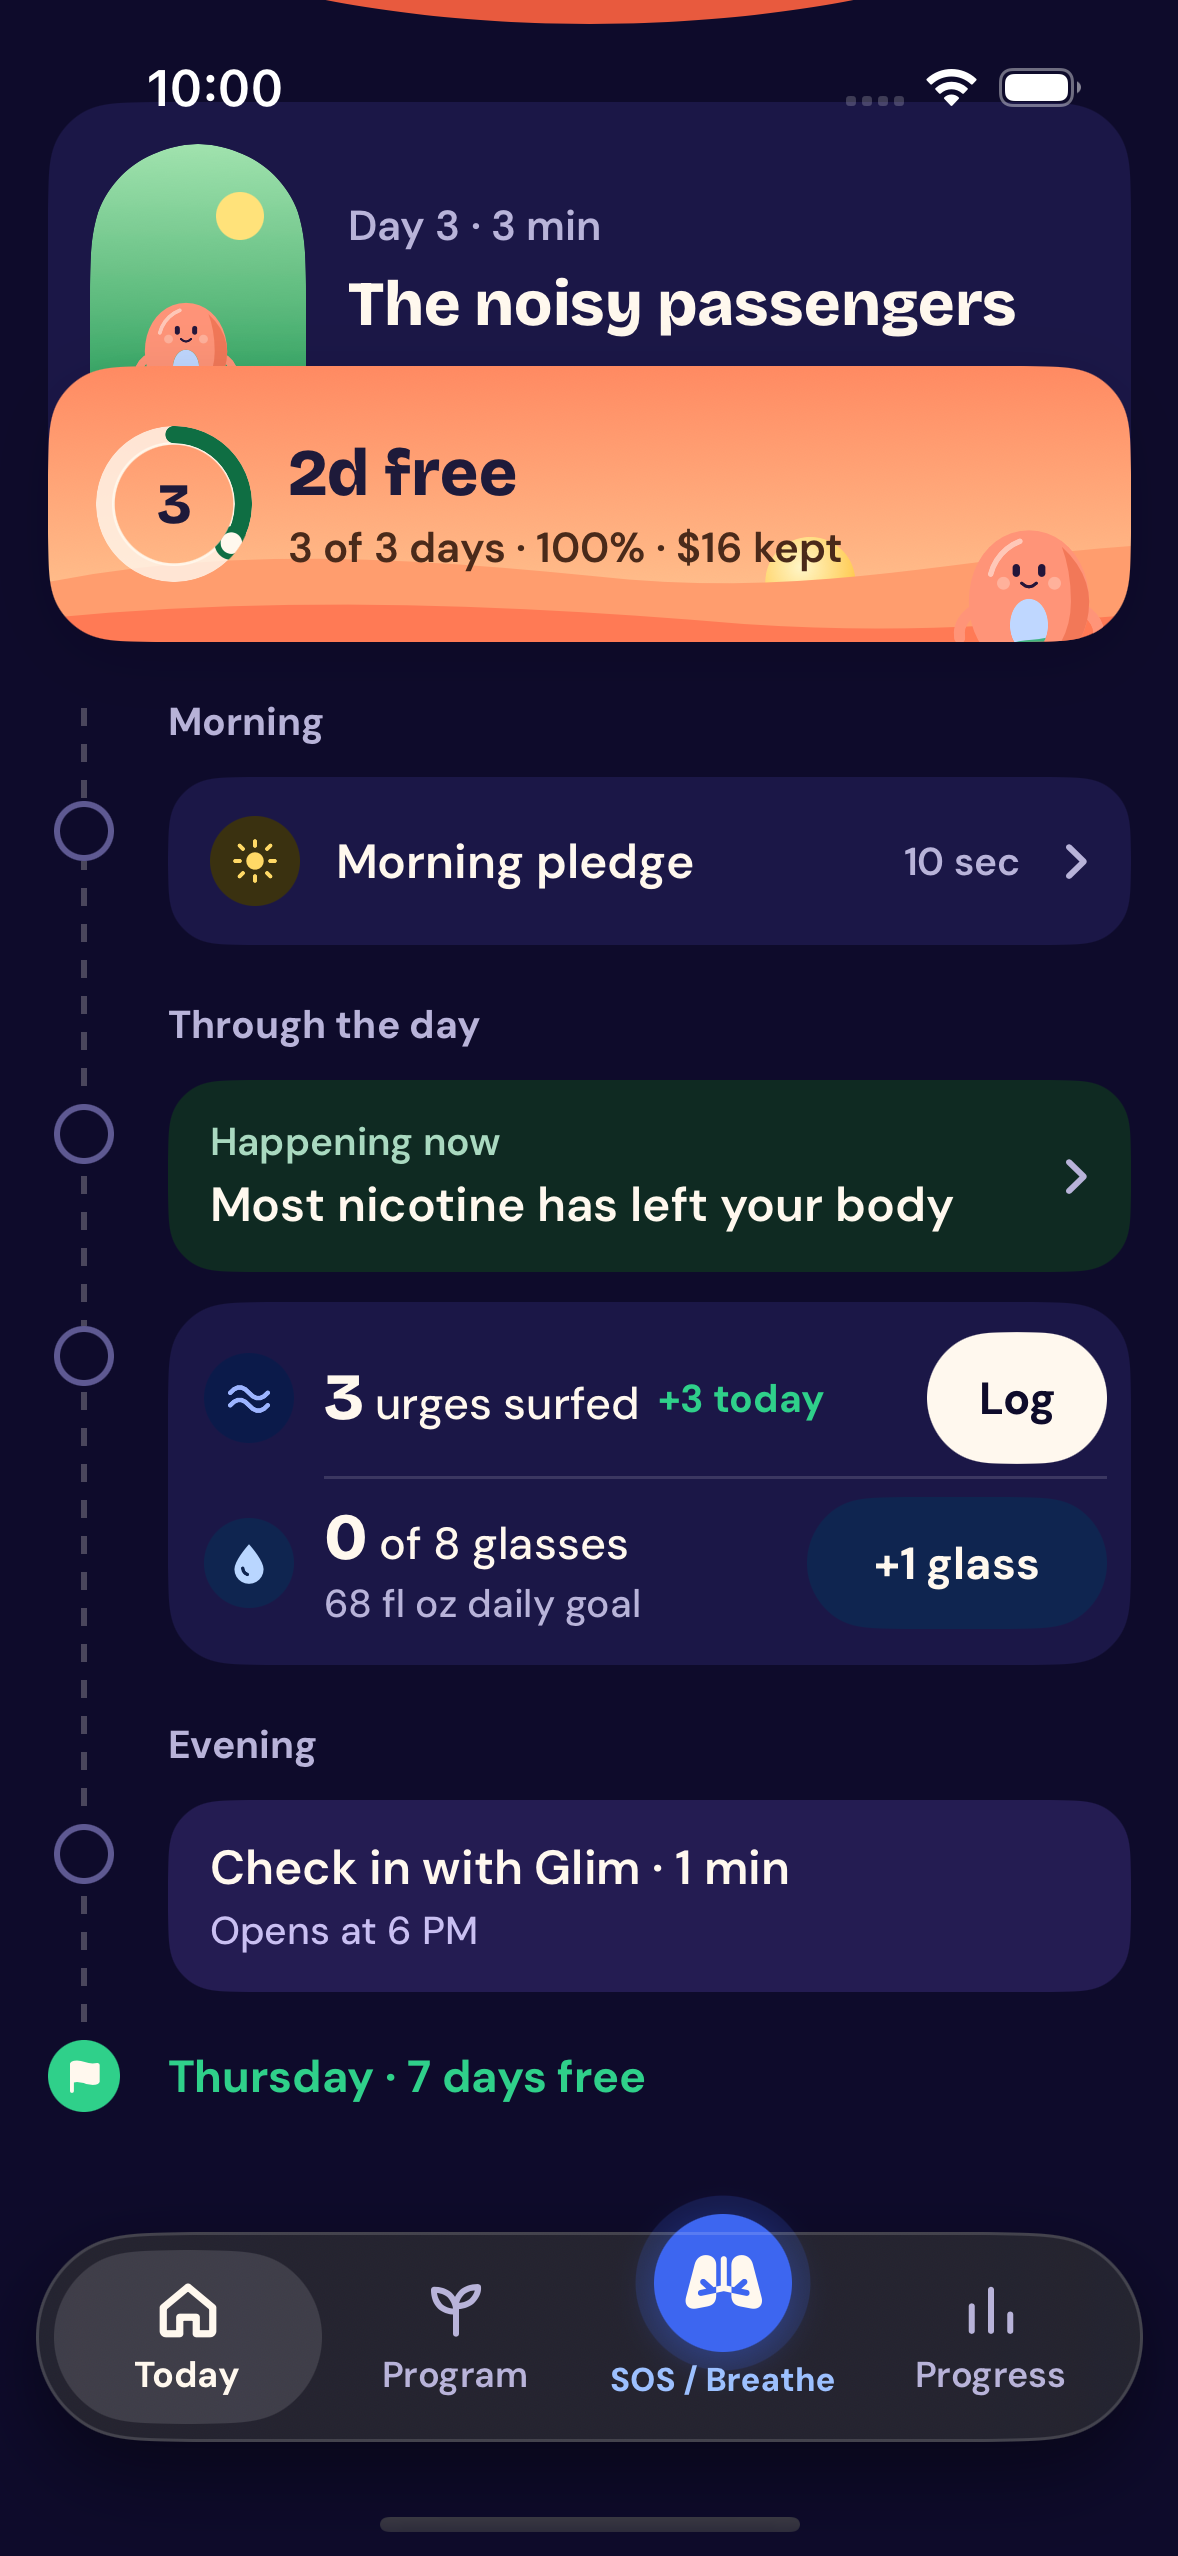 10:00
Day 3 · 3 min
The noisy passengers
3
2d free
3 of 3 days · 100% · $16 kept
Morning
Morning pledge
10 sec
Through the day
Happening now
Most nicotine has left your body
3 urges surfed +3 today
Log
0 of 8 glasses
68 fl oz daily goal
+1 glass
Evening
Check in with Glim · 1 min
Opens at 6 PM
Thursday · 7 days free
Today
Program
SOS / Breathe
Progress